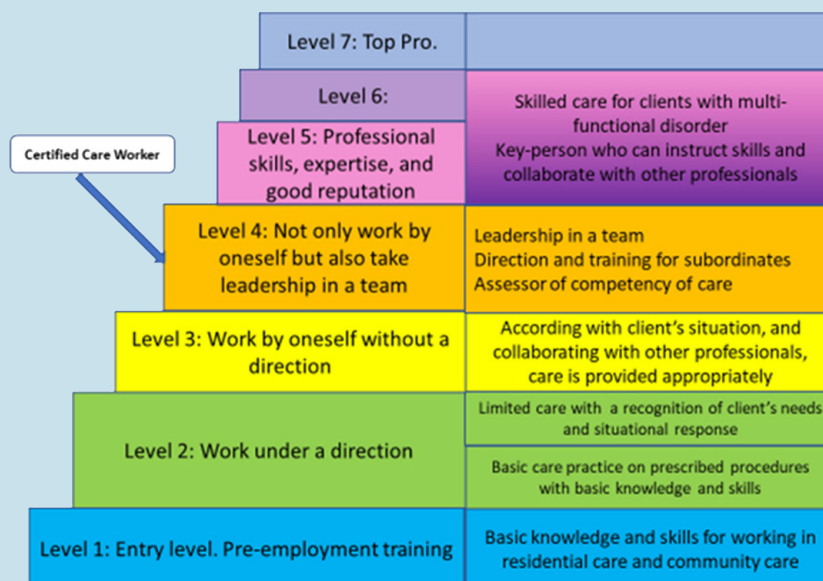 Level 7: Top Pro.
Level 6:
Skilled care for clients with multi-
functional disorder
Key-person who can instruct skills and
collaborate with other professionals
Level 5: Professional
skills, expertise, and
good reputation
Certified Care Worker
Level 4: Not only work by
oneself but also take
leadership in a team
Leadership in a team
Direction and training for subordinates
Assessor of competency of care
Level 3: Work by oneself without a
direction
According with client's situation, and
collaborating with other professionals,
care is provided appropriately
Level 2: Work under a direction
Limited care with a recognition of client's needs
and situational response
Basic care practice on prescribed procedures
with basic knowledge and skills
Level 1: Entry level. Pre-employment training
Basic knowledge and skills for working in
residential care and community care